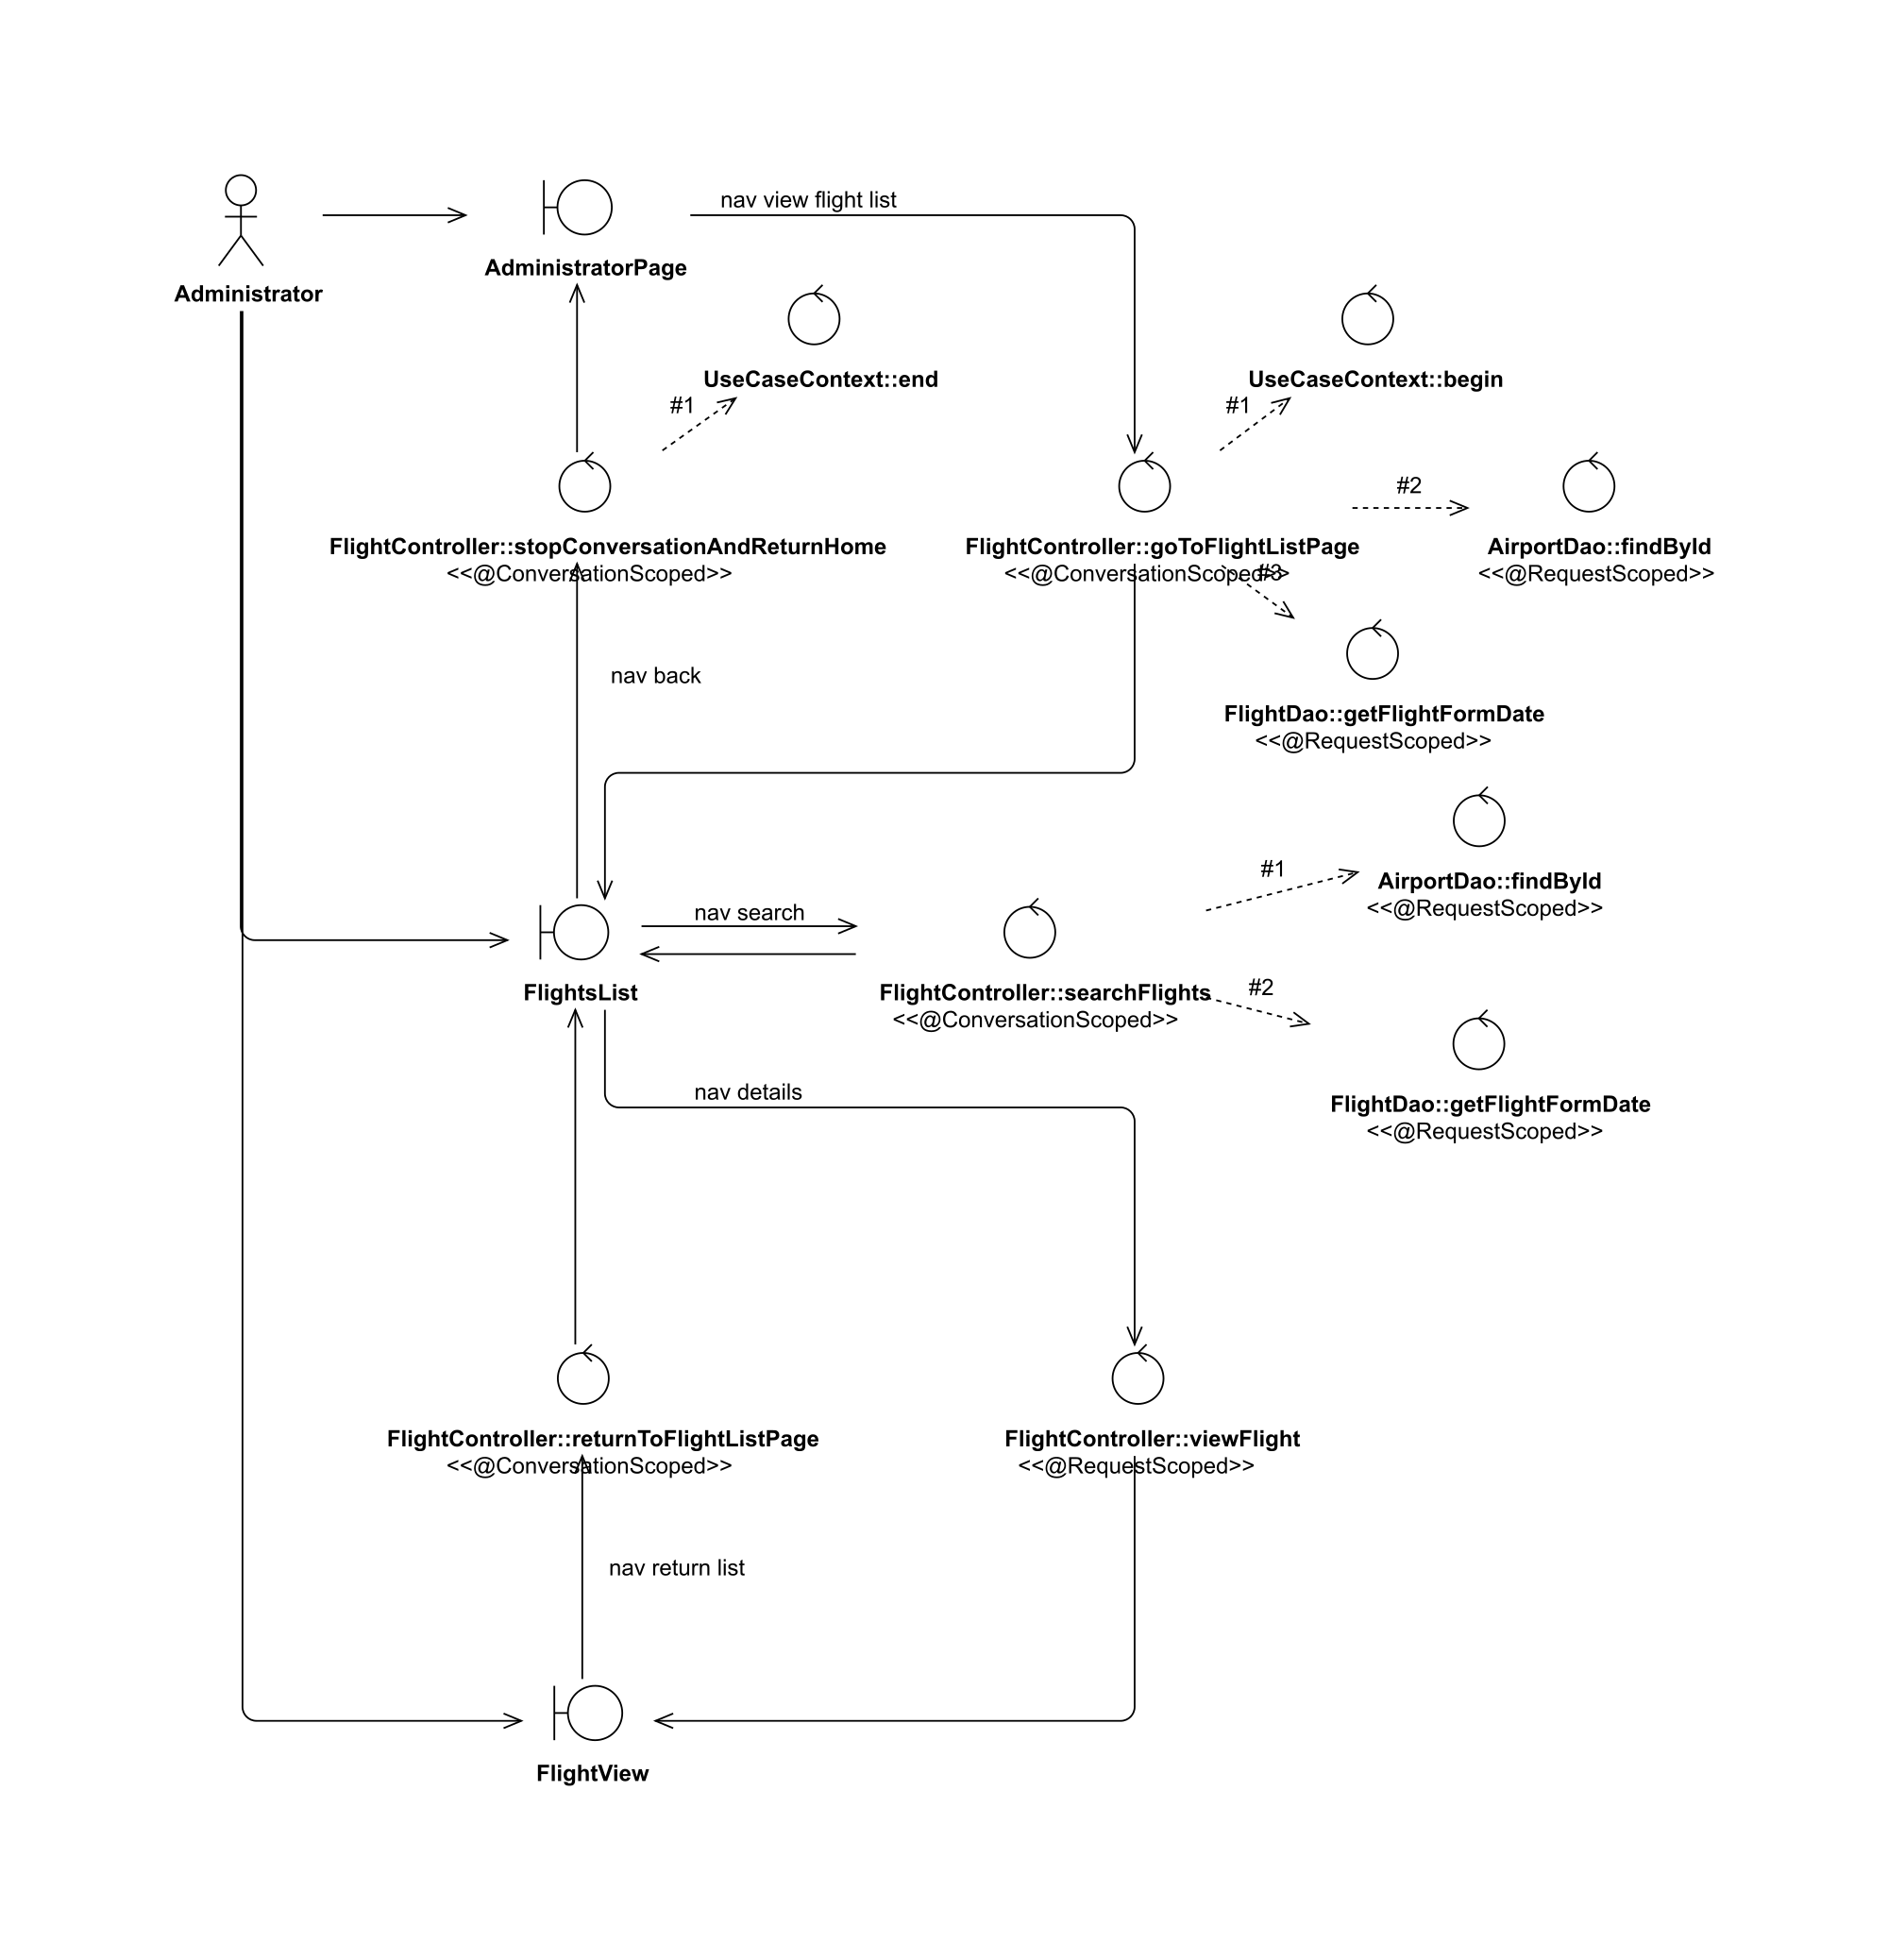 nav view flight list
AdministratorPage
Administrator
UseCaseContext::end
UseCaseContext::begin
#1
#1
#2
FlightController::stopConversationAndReturnHome
<<@ConversationScoped>>
FlightController::goToFlightListPage
<<@ConversationScoped>>
#3
AirportDao::findById
<<@RequestScoped>>
nav back
FlightDao::getFlightFormDate
<<@RequestScoped>>
#1
AirportDao::findById
<<@RequestScoped>>
nav search
FlightsList
FlightController::searchFlights
<<@ConversationScoped>>
#2
nav details
FlightDao::getFlightFormDate
<<@RequestScoped>>
FlightController::returnToFlightListPage
<<@ConversationScoped>>
FlightController::viewFlight
<<@RequestScoped>>
nav return list
FlightView